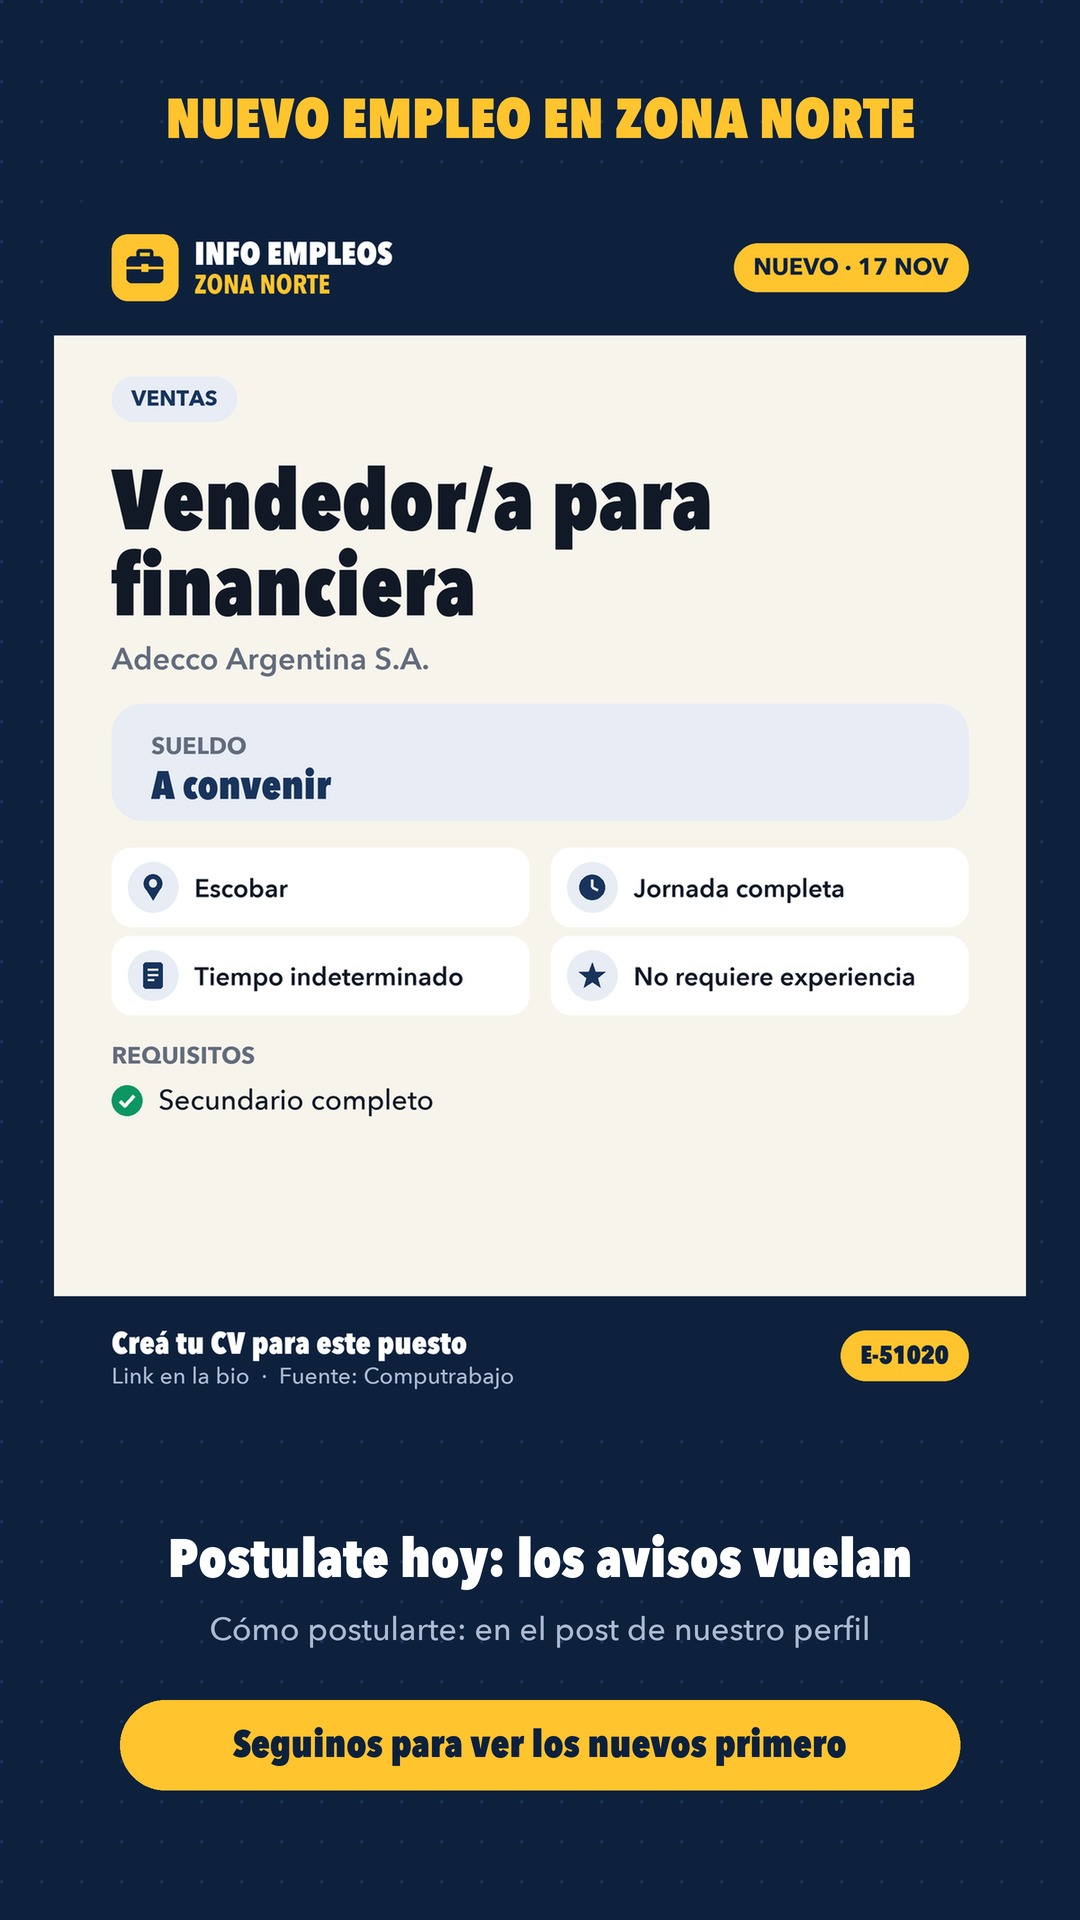 NUEVO EMPLEO EN ZONA NORTE
INFO EMPLEOS
ZONA NORTE
NUEVO · 17 NOV
VENTAS
Vendedor/a para
financiera
Adecco Argentina S.A.
SUELDO
A convenir
Escobar
Jornada completa
Tiempo indeterminado
No requiere experiencia
REQUISITOS
Secundario completo
Creá tu CV para este puesto
Link en la bio · Fuente: Computrabajo
E-51020
Postulate hoy: los avisos vuelan
Cómo postularte: en el post de nuestro perfil
Seguinos para ver los nuevos primero